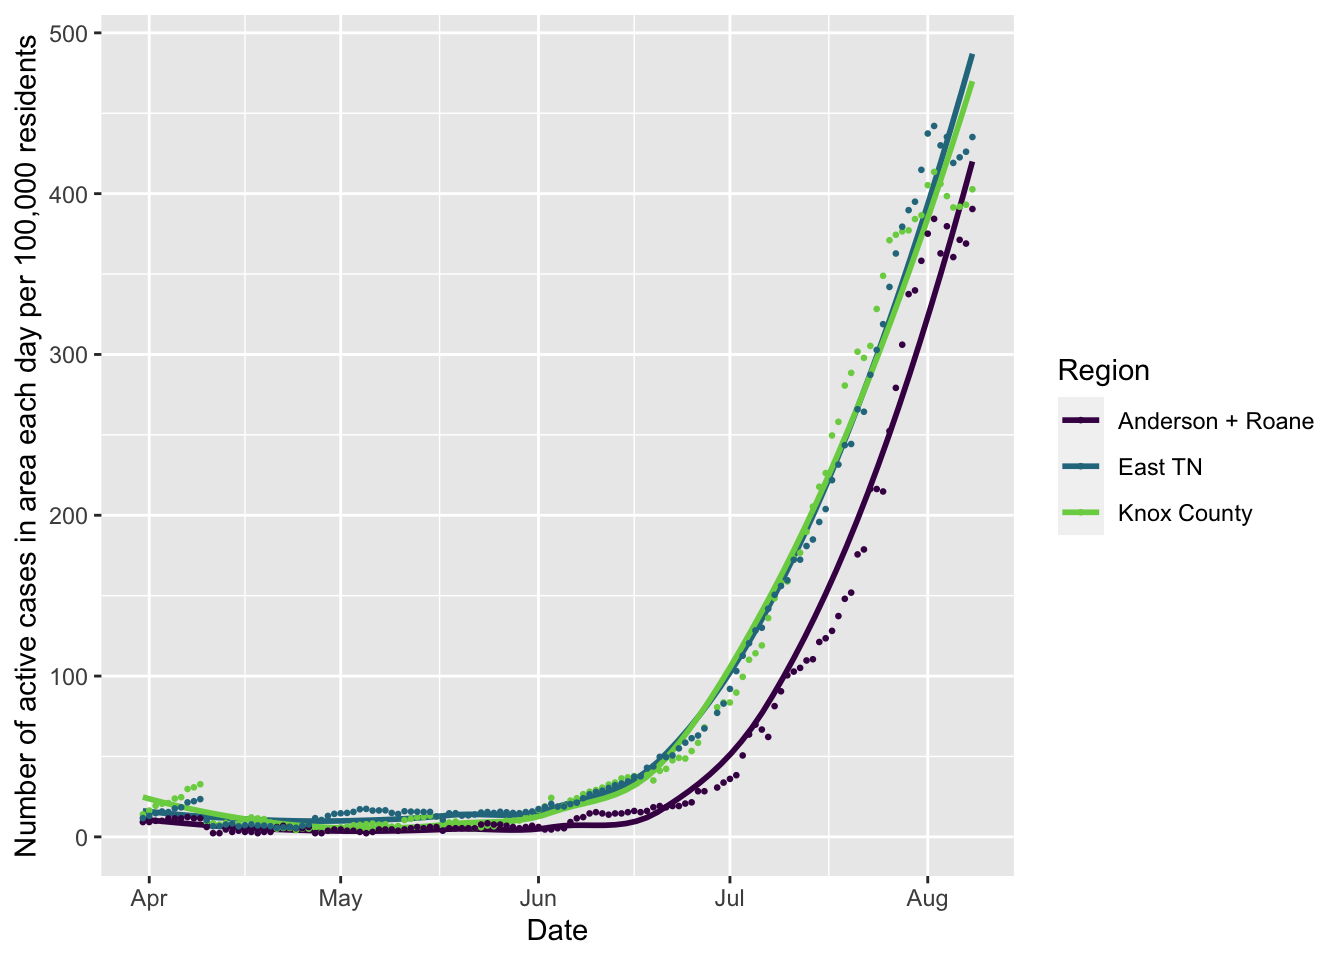 Number of active cases in area each day per 100,000 residents
500
400
300
200
100
0
Apr
May
Jun
Jul
Aug
Date
Region
Anderson + Roane
East TN
Knox County